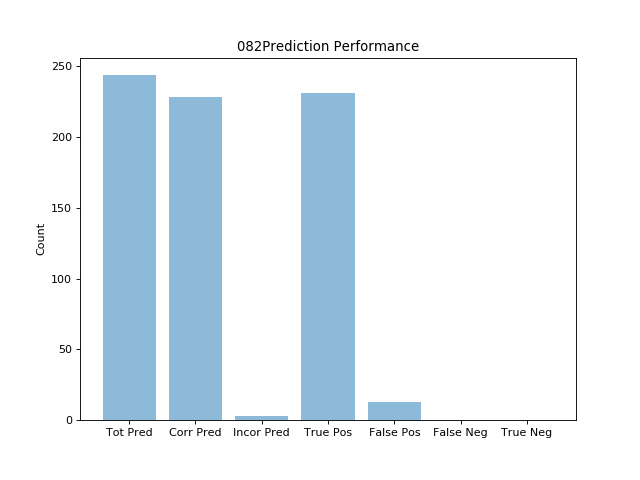 082Prediction Performance
Count
250
200
150
100
50
0
Tot Pred Corr Pred Incor Pred True Pos False Pos False Neg True Neg